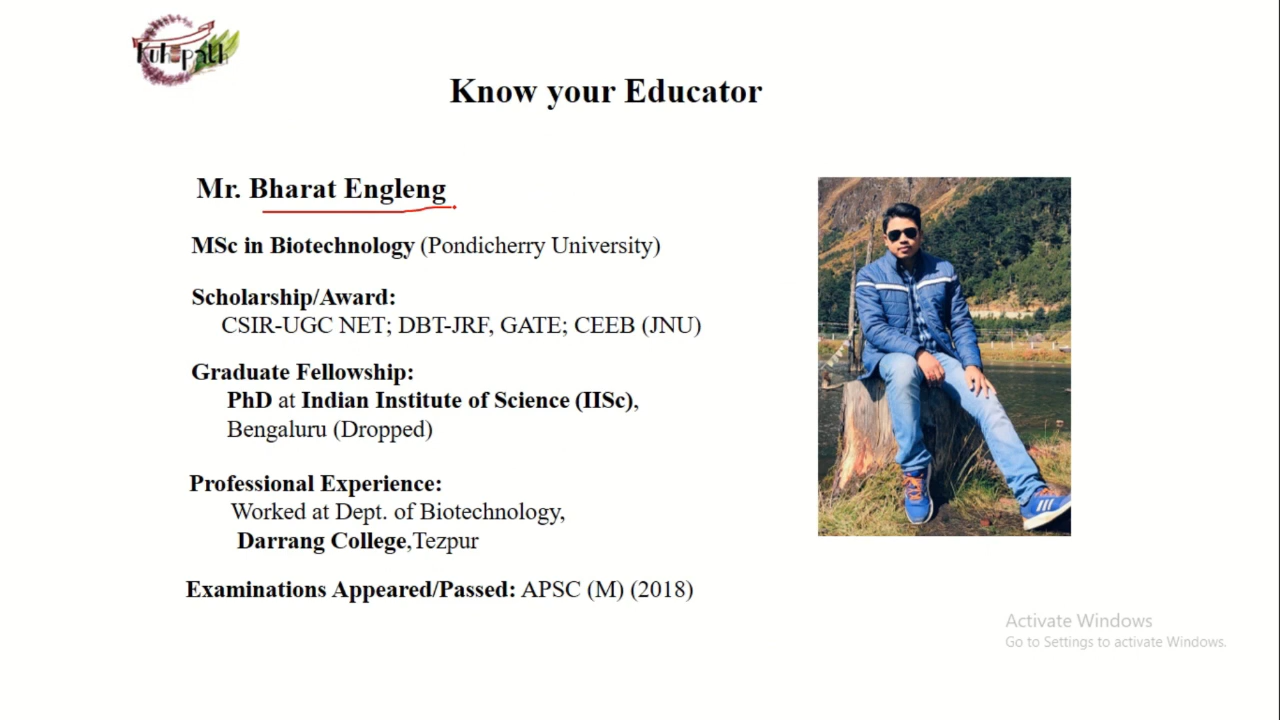 Kuhipath
Know your Educator
Mr. Bharat Engleng
MSc in Biotechnology (Pondicherry University)
Scholarship/Award:
CSIR-UGC NET; DBT-JRF, GATE; CEEB (JNU)
Graduate Fellowship:
PhD at Indian Institute of Science (IISc),
Bengaluru (Dropped)
Professional Experience:
Worked at Dept. of Biotechnology,
Darrang College,Tezpur
Examinations Appeared/Passed: APSC (M) (2018)
Activate Windows
Go to Settings to activate Windows.